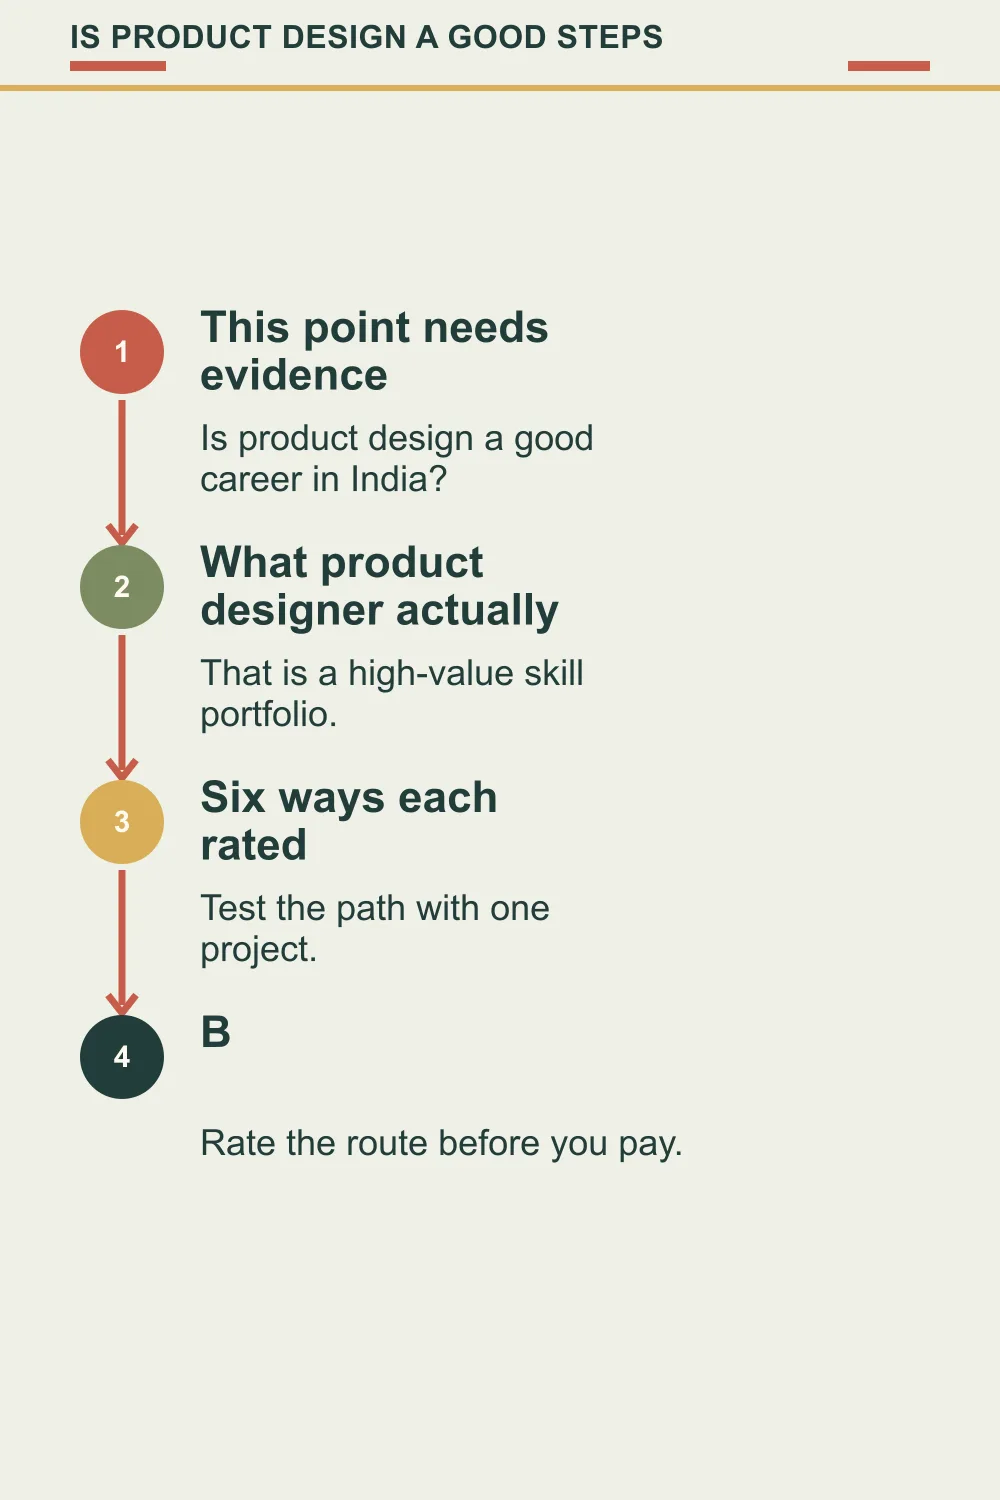 IS PRODUCT DESIGN A GOOD STEPS
1
This point needs
evidence
Is product design a good
career in India?
2
What product
designer actually
That is a high-value skill
portfolio.
3
Six ways each
rated
Test the path with one
project.
4
B
Rate the route before you pay.